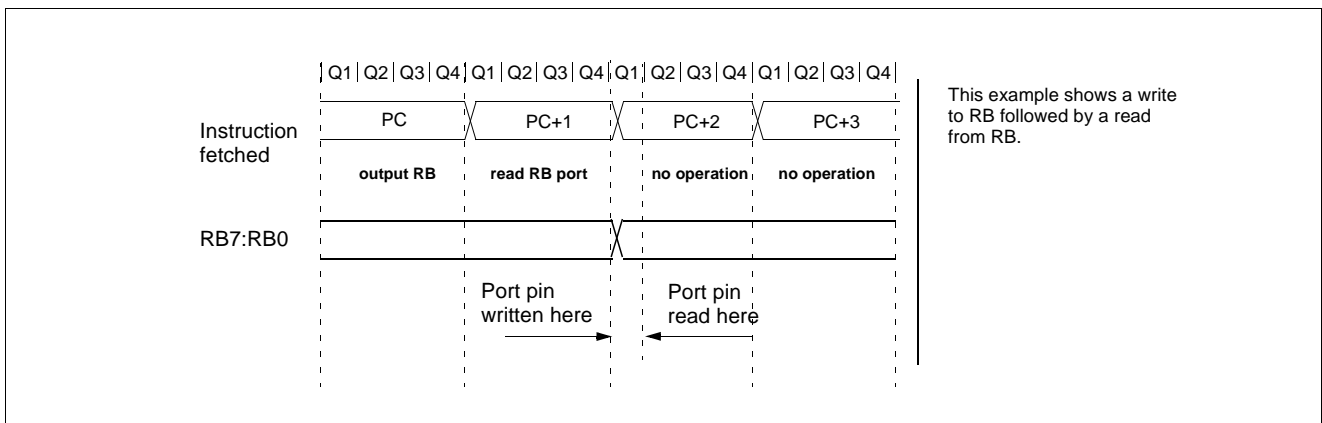 Q1 Q2 Q3 Q4 Q1 Q2 Q3 Q4 Q1 Q2 Q3 Q4 Q1 Q2 Q3 Q4
Instruction
fetched
PC PC+1 PC+2 PC+3
output RB read RB port no operation no operation
RB7:RB0
Port pin
written here
Port pin
read here
This example shows a write
to RB followed by a read
from RB.